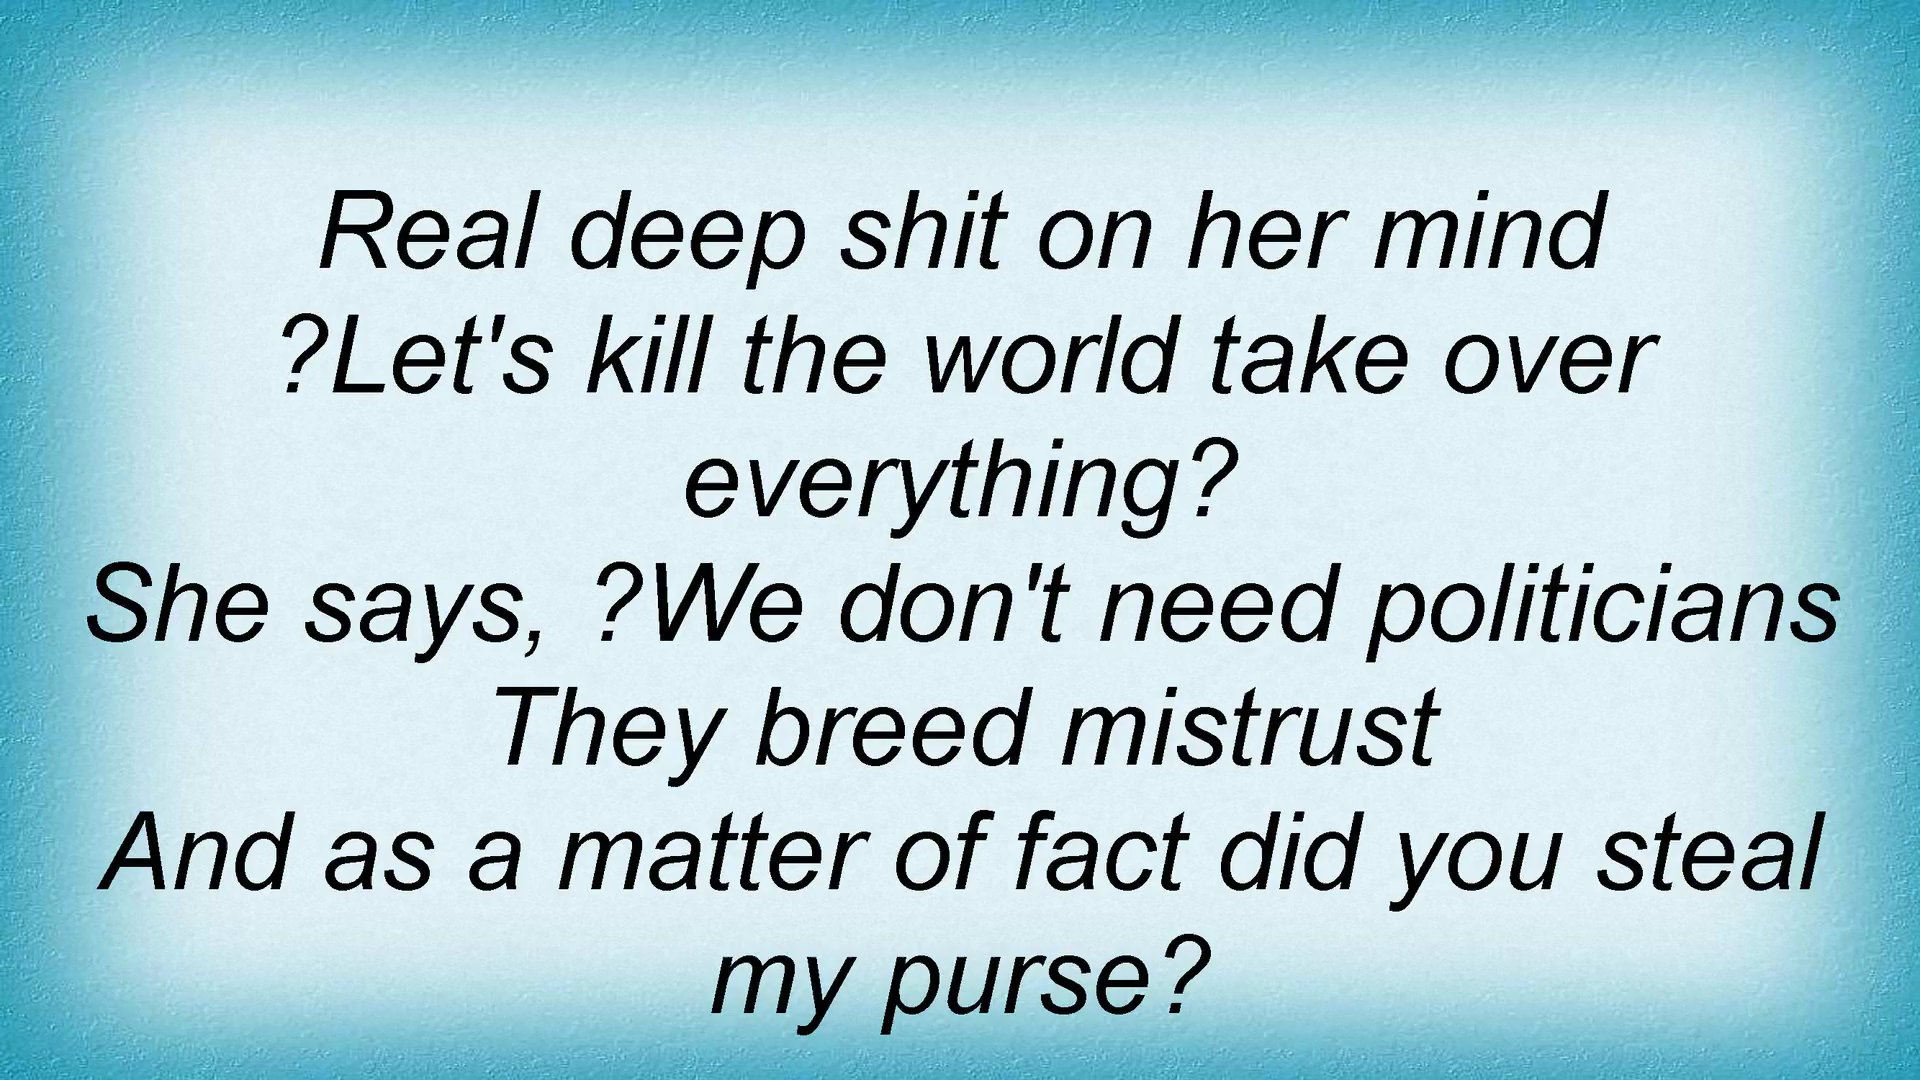 Real deep shit on her mind
?Let's kill the world take over
everything?
She says, ?We don't need politicians
They breed mistrust
And as a matter of fact did you steal
my purse?